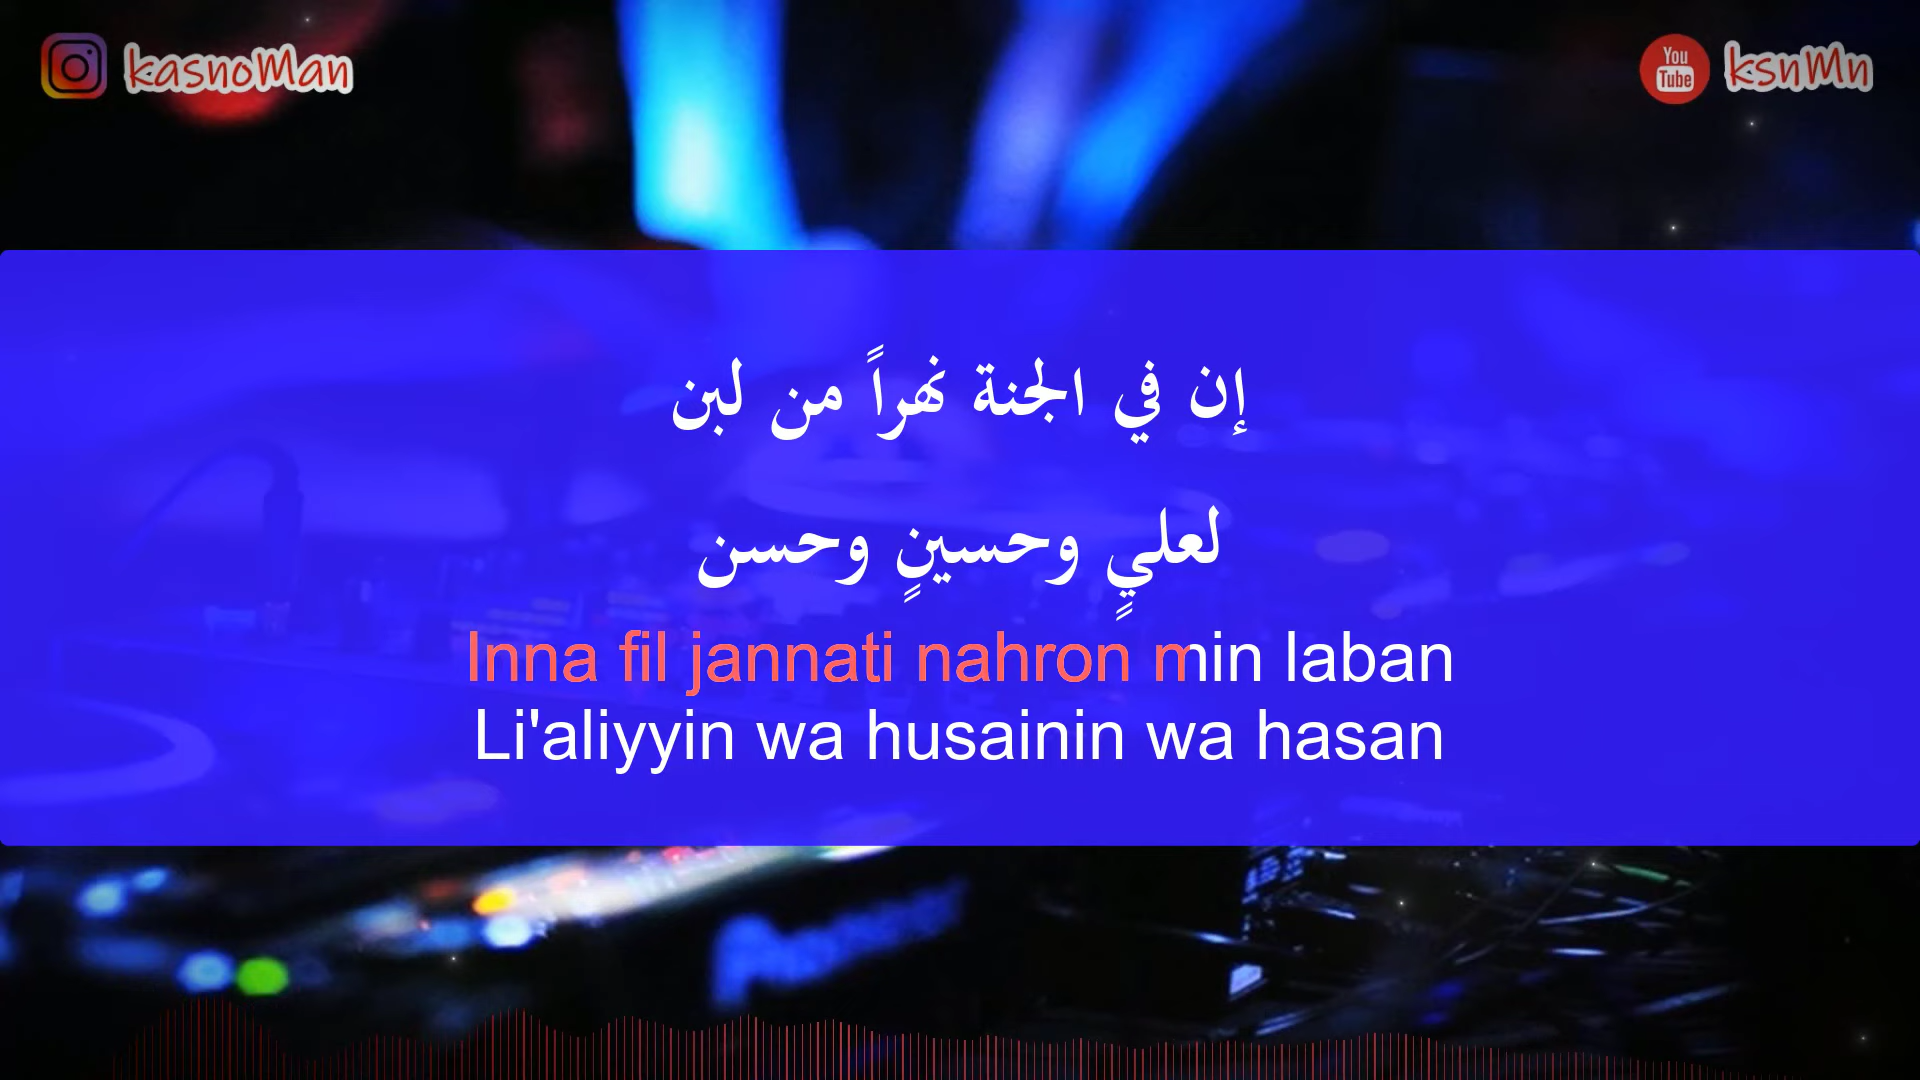 kasnoMan
You Tube ksnMn
إن في الجنة نهراً من لبن
لعليٍ وحسينٍ وحسن
Inna fil jannati nahron min laban
Li'aliyyin wa husainin wa hasan